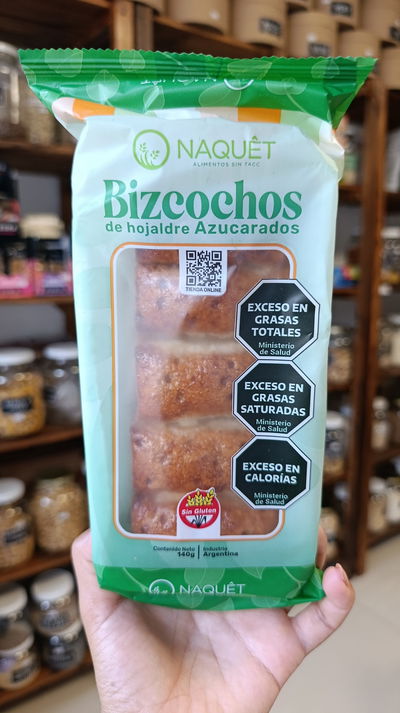 NAQUÊT
NAQUÊT
ALIMENTOS SIN TACC
Bizcochos
de hojaldre Azucarados
TIENDA ONLINE
EXCESO EN
GRASAS
TOTALES
Ministerio
de Salud
EXCESO EN
GRASAS
SATURADAS
Ministerio
de Salud
EXCESO EN
CALORÍAS
Ministerio
de Salud
Sin Gluten
Contenido Neto
140g
Industria
Argentina
NAQUÊT